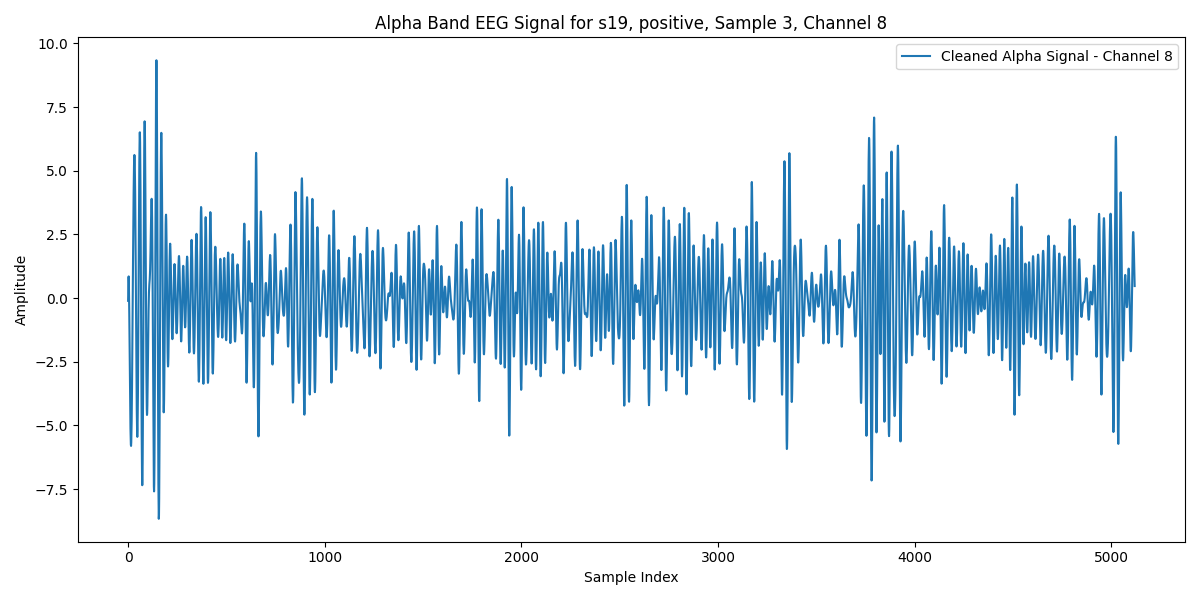 Alpha Band EEG Signal for s19, positive, Sample 3, Channel 8
Cleaned Alpha Signal - Channel 8
10.0
7.5
5.0
2.5
0.0
−2.5
−5.0
−7.5
Amplitude
0 1000 2000 3000 4000 5000
Sample Index